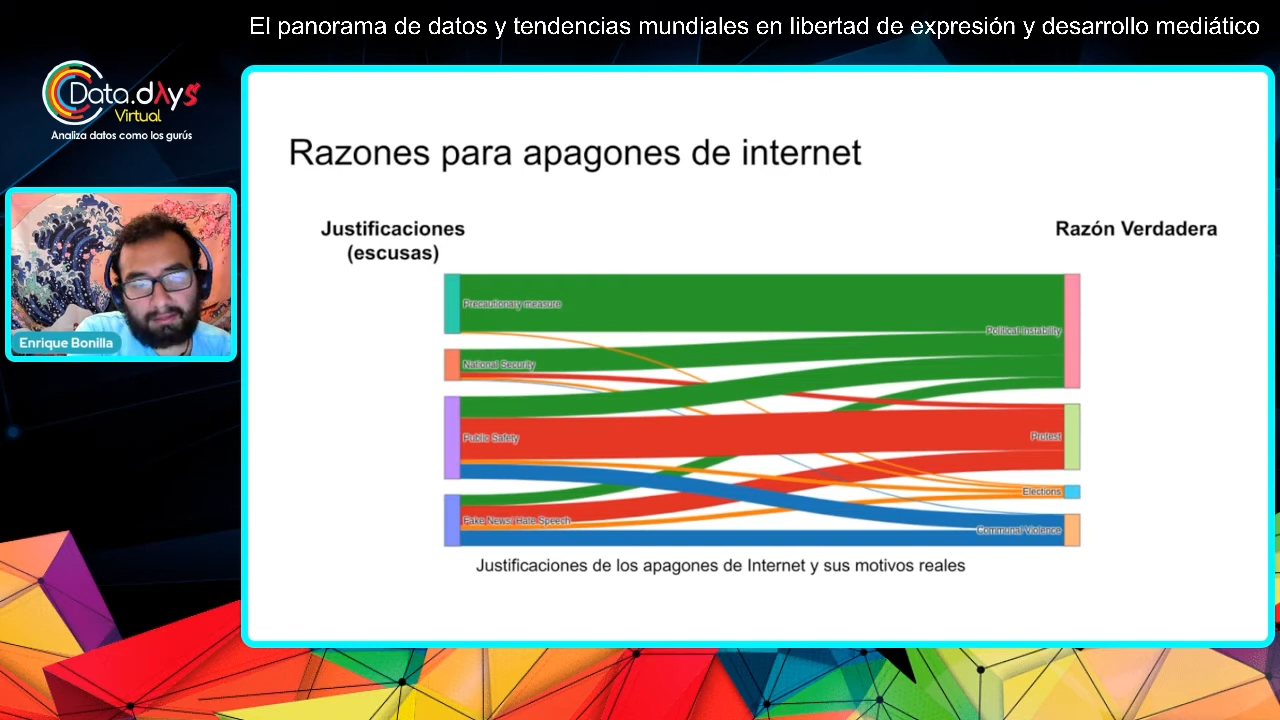 El panorama de datos y tendencias mundiales en libertad de expresión y desarrollo mediático
Data.dAys
Virtual
Analiza datos como los gurús
Enrique Bonilla
Razones para apagones de internet
Justificaciones
(escusas)
Razón Verdadera
Precautionary measure
Political Instability
National Security
Public Safety
Protest
Elections
Fake News/ Hate Speech
Communal Violence
Justificaciones de los apagones de Internet y sus motivos reales